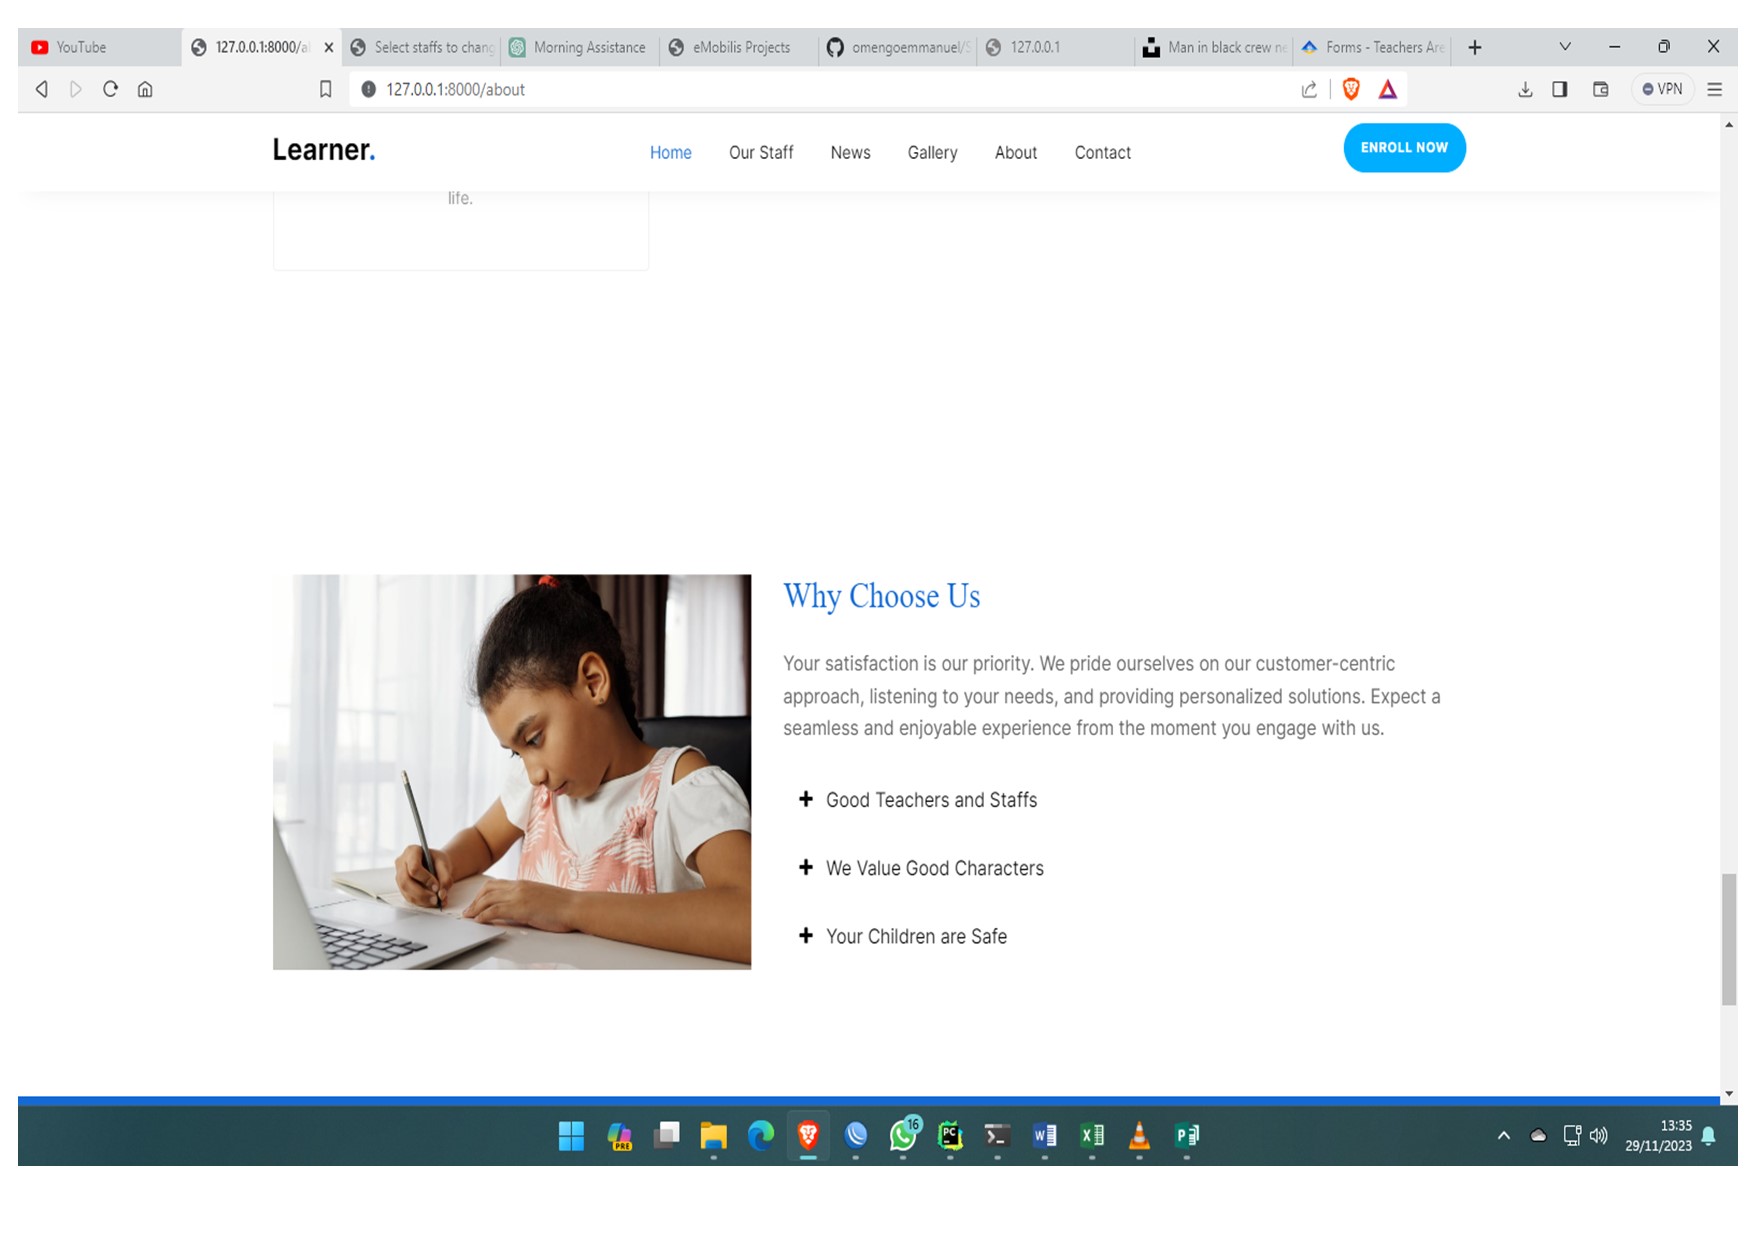 YouTube 127.0.0.1:8000/a Select staffs to chang Morning Assistance eMobilis Projects omengoemmanuel/S 127.0.0.1 Man in black crew ne Forms - Teachers Are
127.0.0.1:8000/about VPN
Learner. Home Our Staff News Gallery About Contact ENROLL NOW
life.
Why Choose Us
Your satisfaction is our priority. We pride ourselves on our customer-centric
approach, listening to your needs, and providing personalized solutions. Expect a
seamless and enjoyable experience from the moment you engage with us.
Good Teachers and Staffs
We Value Good Characters
Your Children are Safe
PRE 16 PC W X P 13:35
29/11/2023